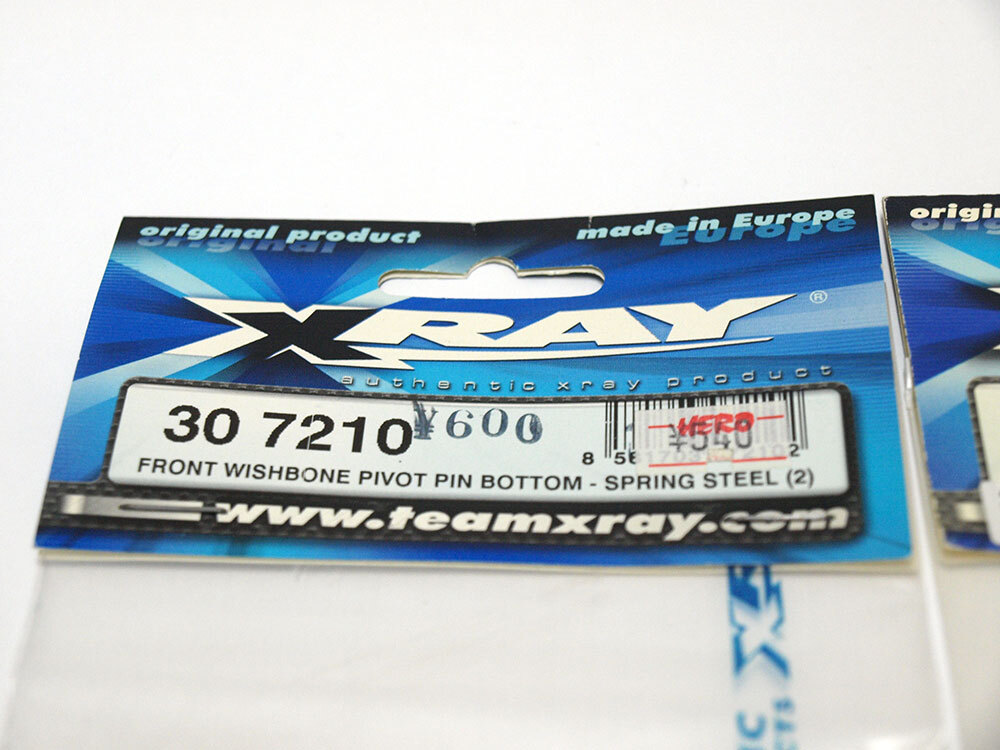 original product
made in Europe
XRAY®
authentic xray product
30 7210
¥600
HERO
¥540
FRONT WISHBONE PIVOT PIN BOTTOM - SPRING STEEL (2)
www.teamxray.com